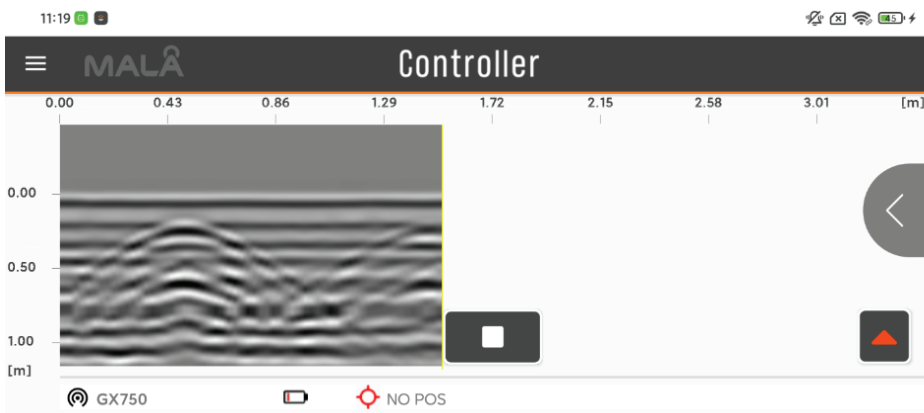 11:19
45
MALÅ
Controller
0.00 0.43 0.86 1.29 1.72 2.15 2.58 3.01 [m]
0.00
0.50
1.00
[m]
GX750
NO POS